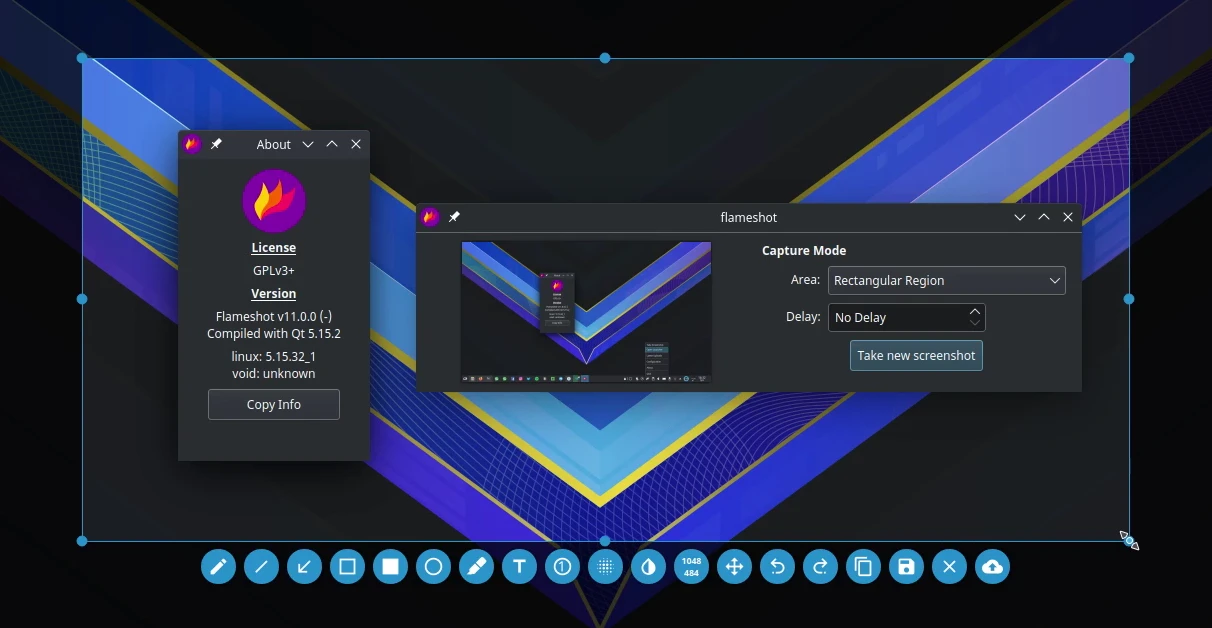 About
License
GPLv3+
Version
Flameshot v11.0.0 (-)
Compiled with Qt 5.15.2
linux: 5.15.32_1
void: unknown
Copy Info
flameshot
Capture Mode
Area: Rectangular Region
Delay: No Delay
Take new screenshot
T
1
1048
484